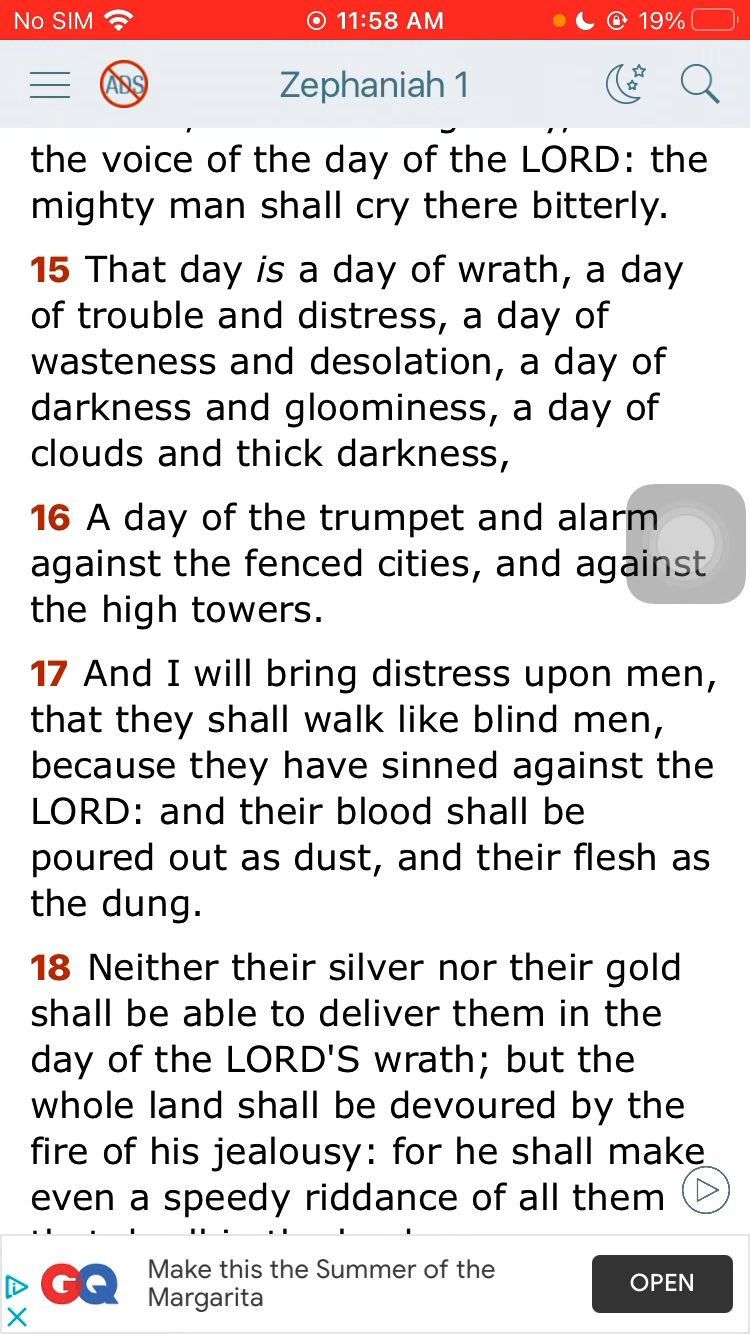 No SIM 11:58 AM 19%
ADS Zephaniah 1
the voice of the day of the LORD: the
mighty man shall cry there bitterly.
15 That day is a day of wrath, a day
of trouble and distress, a day of
wasteness and desolation, a day of
darkness and gloominess, a day of
clouds and thick darkness,
16 A day of the trumpet and alarm
against the fenced cities, and against
the high towers.
17 And I will bring distress upon men,
that they shall walk like blind men,
because they have sinned against the
LORD: and their blood shall be
poured out as dust, and their flesh as
the dung.
18 Neither their silver nor their gold
shall be able to deliver them in the
day of the LORD'S wrath; but the
whole land shall be devoured by the
fire of his jealousy: for he shall make
even a speedy riddance of all them
GQ
Make this the Summer of the
Margarita
OPEN